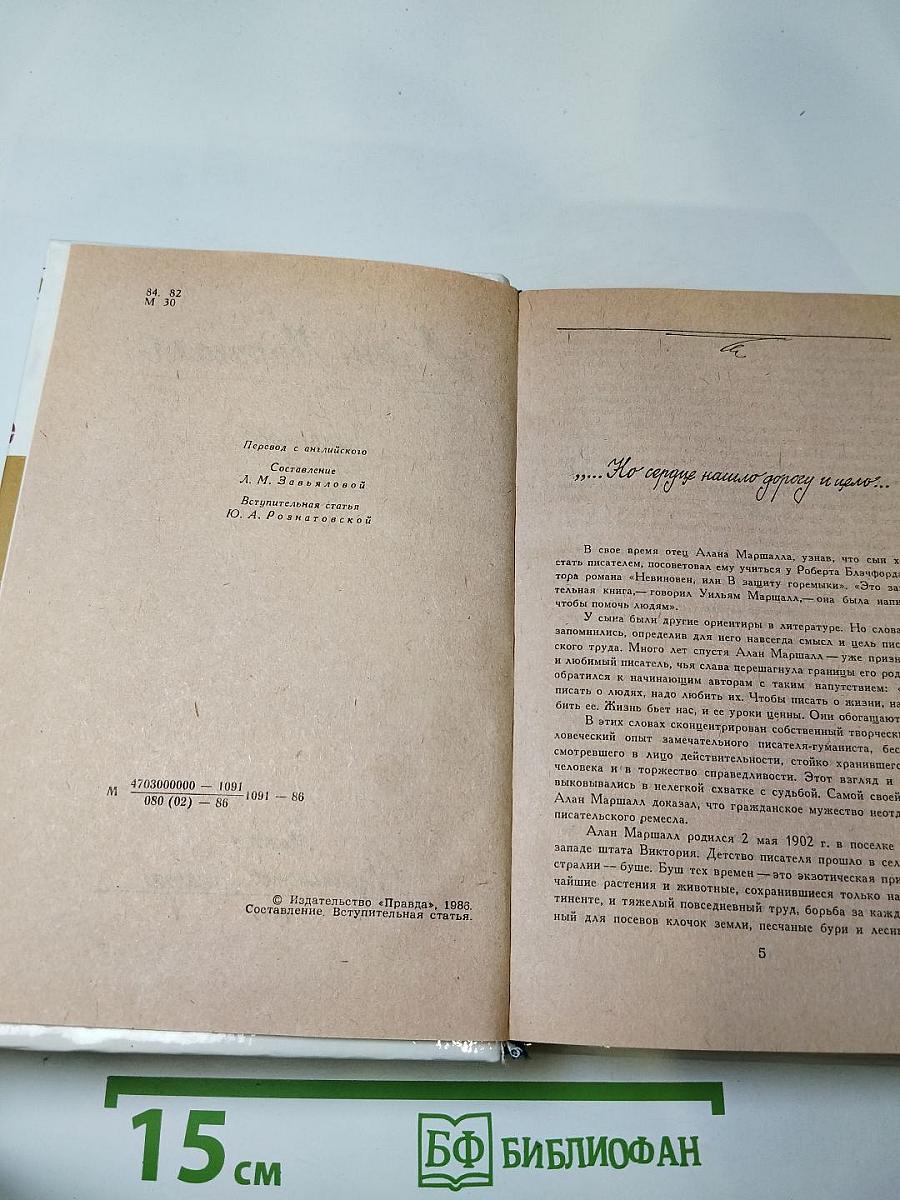 84. 82
М 30
Перевод с английского
Составление
Л. М. Завьяловой
Вступительная статья
Ю. А. Рознатовской
М 4703000000 — 1091
080 (02) — 86
1091 — 86
© Издательство «Правда», 1986.
Составление. Вступительная статья.
„... Но сердце нашло дорогу и цело...
В свое время отец Алана Маршалла, узнав, что сын х
стать писателем, посоветовал ему учиться у Роберта Блэчфорда
тора романа «Невиновен, или В защиту горемыки». «Это за
тельная книга,— говорил Уильям Маршалл,— она была напи
чтобы помочь людям».
У сына были другие ориентиры в литературе. Но слова
запомнились, определив для него навсегда смысл и цель пис
ского труда. Много лет спустя Алан Маршалл — уже призн
и любимый писатель, чья слава перешагнула границы его род
обратился к начинающим авторам с таким напутствием: «
писать о людях, надо любить их. Чтобы писать о жизни, на
бить ее. Жизнь бьет нас, и ее уроки ценны. Они обогащают
В этих словах сконцентрирован собственный творческ
ловеческий опыт замечательного писателя-гуманиста, бес
смотревшего в лицо действительности, стойко хранившего
человека и в торжество справедливости. Этот взгляд и
выковывались в нелегкой схватке с судьбой. Самой своей
Алан Маршалл доказал, что гражданское мужество неотд
писательского ремесла.
Алан Маршалл родился 2 мая 1902 г. в поселке
западе штата Виктория. Детство писателя прошло в сел
стралии — буше. Буш тех времен — это экзотическая при
чайшие растения и животные, сохранившиеся только на
тиненте, и тяжелый повседневный труд, борьба за кажд
ный для посевов клочок земли, песчаные бури и лесн
5
15 см
БФ БИБЛИОФАН